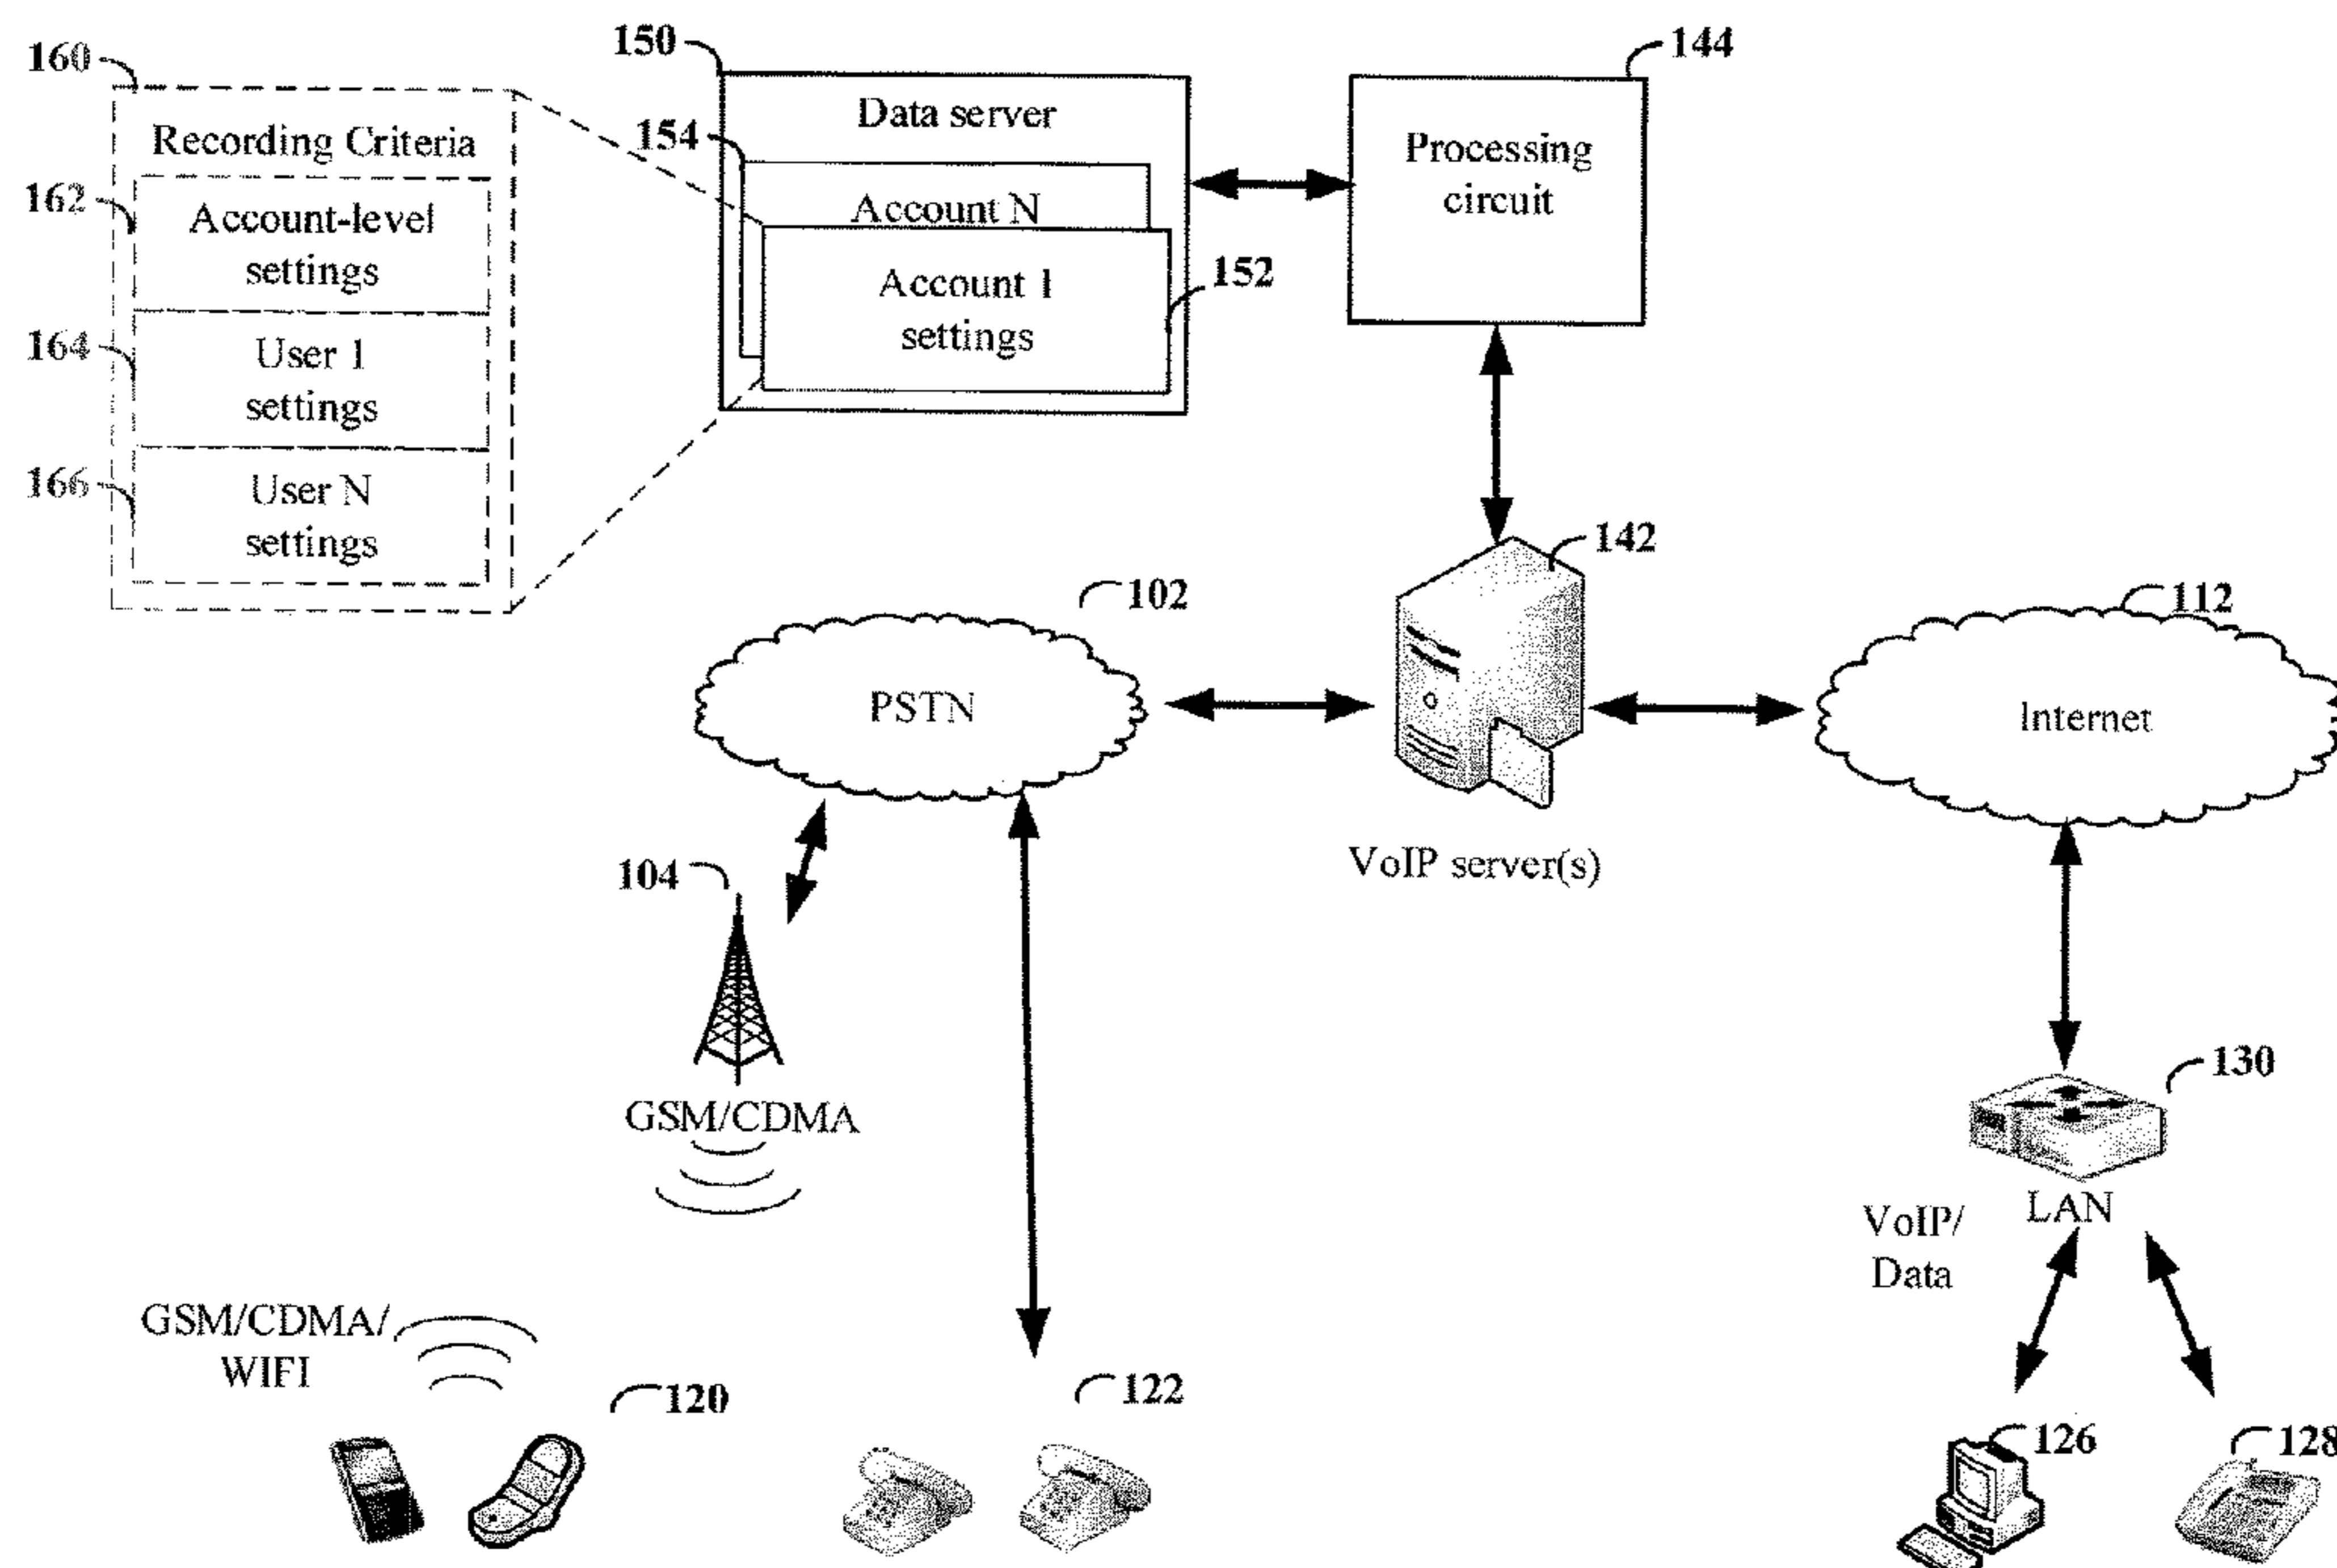 160
Recording Criteria
162
Account-level
settings
164
User 1
settings
166
User N
settings
150
Data server
154
Account N
Account 1
settings
152
144
Processing
circuit
142
VoIP server(s)
102
PSTN
112
Internet
104
GSM/CDMA
130
LAN
VoIP/
Data
GSM/CDMA/
WIFI
120
122
126
128